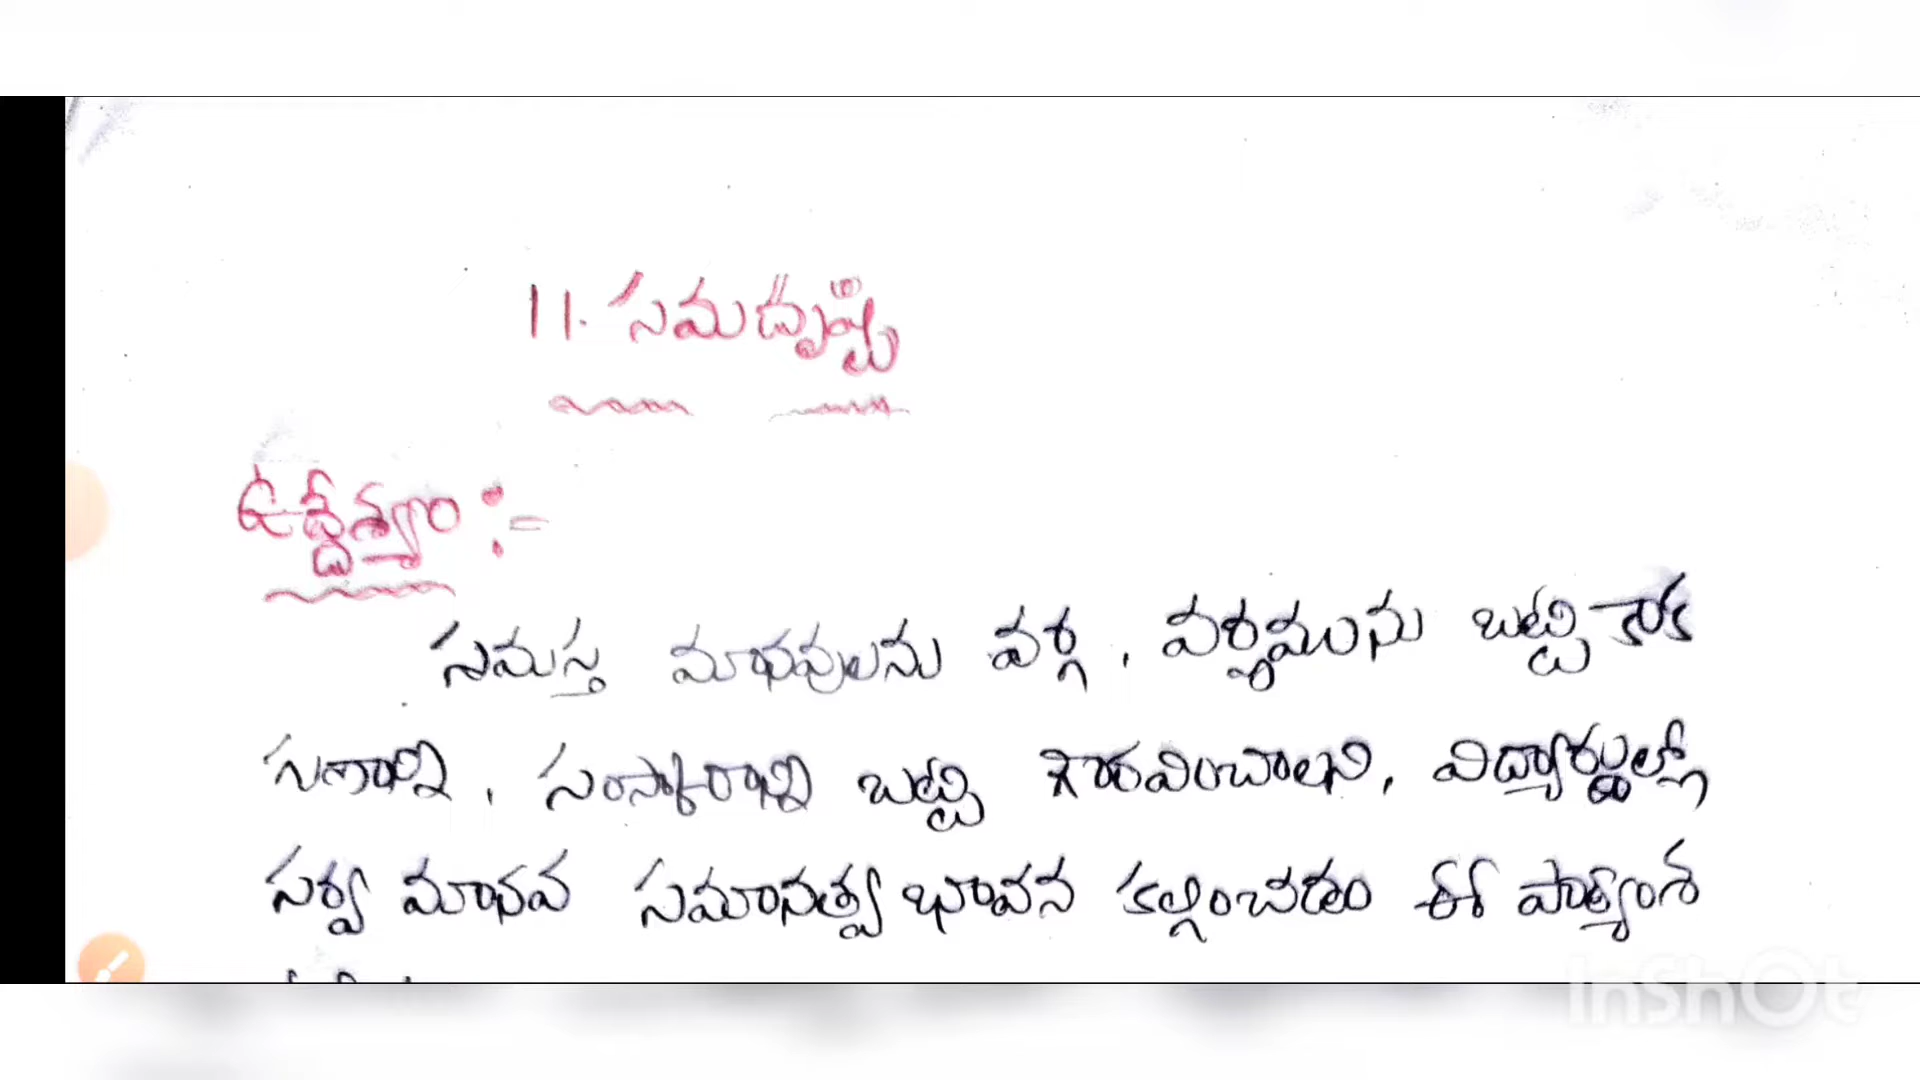 11. సమదృష్టి
ఉద్దేశ్యం :-
సమస్త మానవులను వర్గ, వర్ణములను బట్టి కాక
గుణాన్ని, సంస్కారాన్ని బట్టి గౌరవించాలని, విద్యార్థుల్లో
సర్వ మానవ సమానత్వ భావన కల్గించడం ఈ పాఠ్యాంశ
InShOt